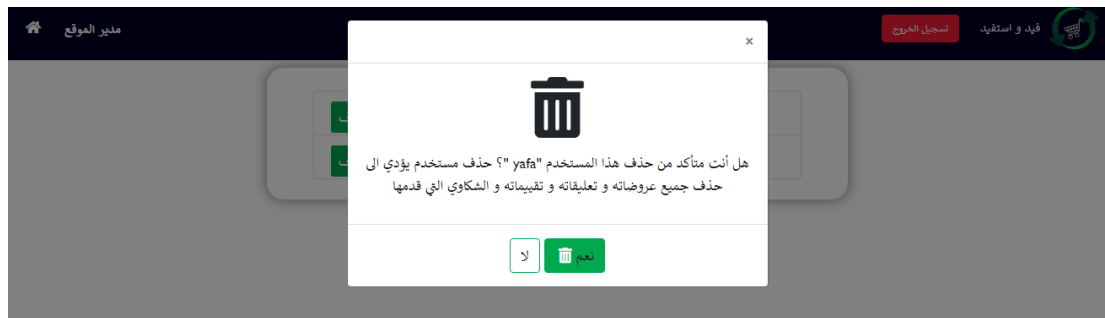 فيد و استفيد
تسجيل الخروج
مدير الموقع
×
هل أنت متأكد من حذف هذا المستخدم "yafa "؟ حذف مستخدم يؤدي الى
حذف جميع عروضاته و تعليقاته و تقييماته و الشكاوي التي قدمها
نعم
لا